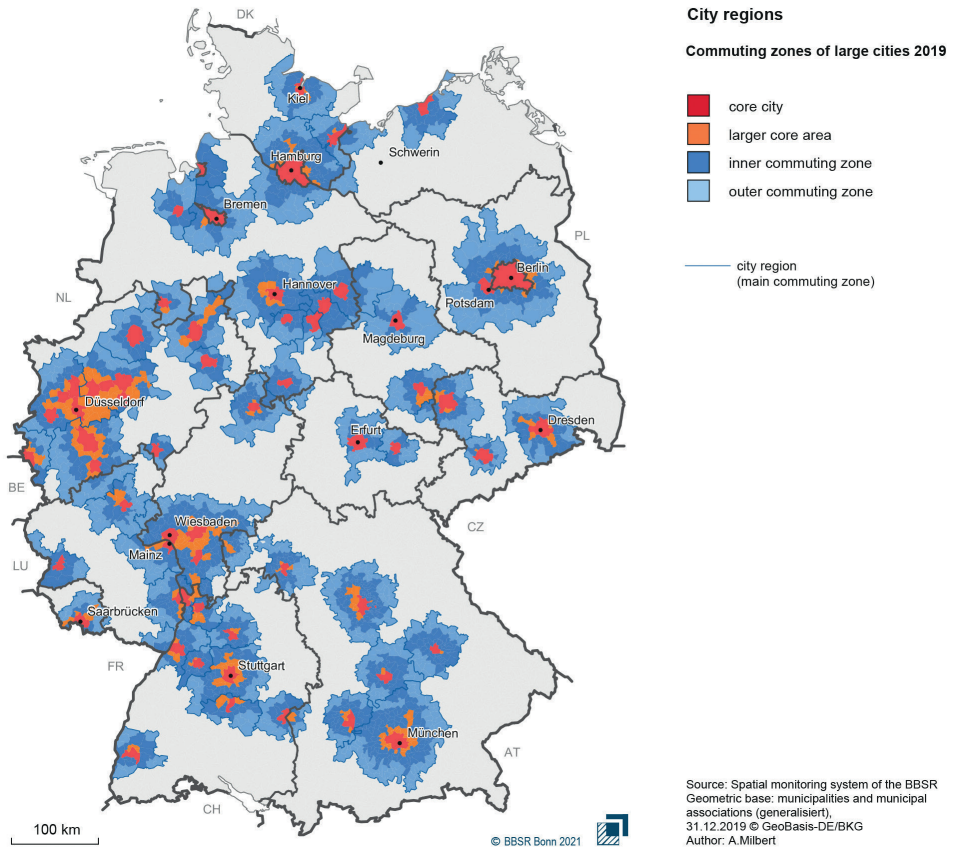 City regions
Commuting zones of large cities 2019
core city
larger core area
inner commuting zone
outer commuting zone
city region
(main commuting zone)
DK
Kiel
Schwerin
Hamburg
Bremen
PL
Berlin
Hannover
Potsdam
NL
Magdeburg
Düsseldorf
Dresden
Erfurt
BE
Wiesbaden
CZ
Mainz
LU
Saarbrücken
FR
Stuttgart
München
AT
CH
100 km
© BBSR Bonn 2021
Source: Spatial monitoring system of the BBSR
Geometric base: municipalities and municipal
associations (generalisiert),
31.12.2019 © GeoBasis-DE/BKG
Author: A.Milbert